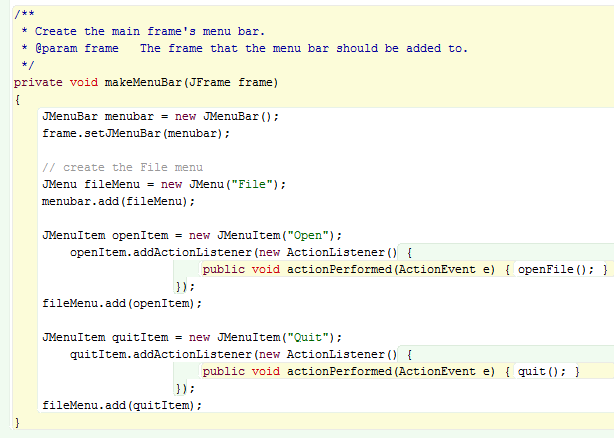 /**
 * Create the main frame's menu bar.
 * @param frame   The frame that the menu bar should be added to.
 */
private void makeMenuBar(JFrame frame)
{
    JMenuBar menubar = new JMenuBar();
    frame.setJMenuBar(menubar);

    // create the File menu
    JMenu fileMenu = new JMenu("File");
    menubar.add(fileMenu);

    JMenuItem openItem = new JMenuItem("Open");
        openItem.addActionListener(new ActionListener() {
                           public void actionPerformed(ActionEvent e) { openFile(); }
                       });
    fileMenu.add(openItem);

    JMenuItem quitItem = new JMenuItem("Quit");
        quitItem.addActionListener(new ActionListener() {
                           public void actionPerformed(ActionEvent e) { quit(); }
                       });
    fileMenu.add(quitItem);
}